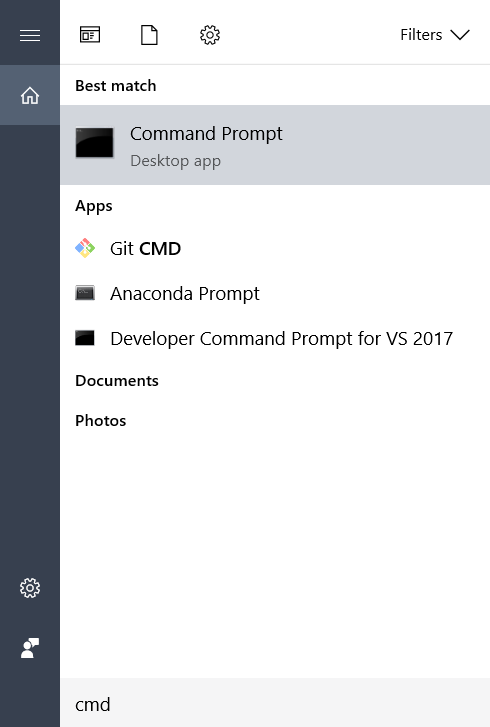 Filters
Best match
Command Prompt
Desktop app
Apps
Git CMD
Anaconda Prompt
Developer Command Prompt for VS 2017
Documents
Photos
cmd